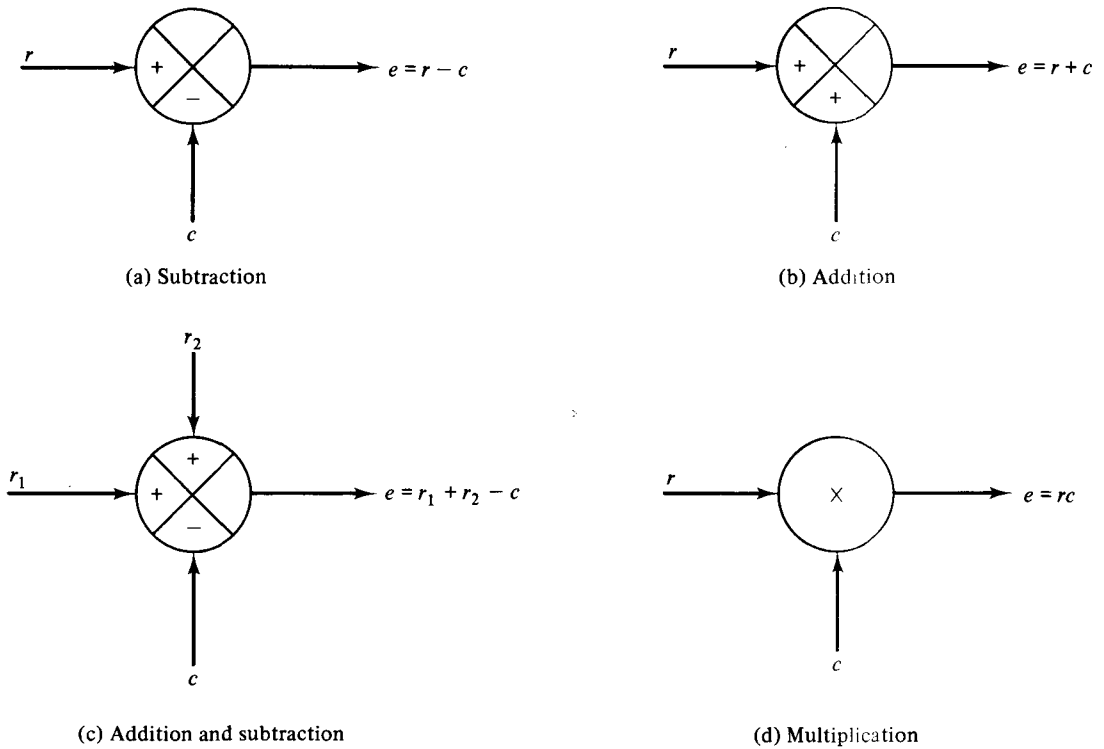 r
+
−
e = r − c
c
(a) Subtraction
r
+
+
e = r + c
c
(b) Addition
r₂
r₁
+
+
−
e = r₁ + r₂ − c
c
(c) Addition and subtraction
r
×
e = rc
c
(d) Multiplication